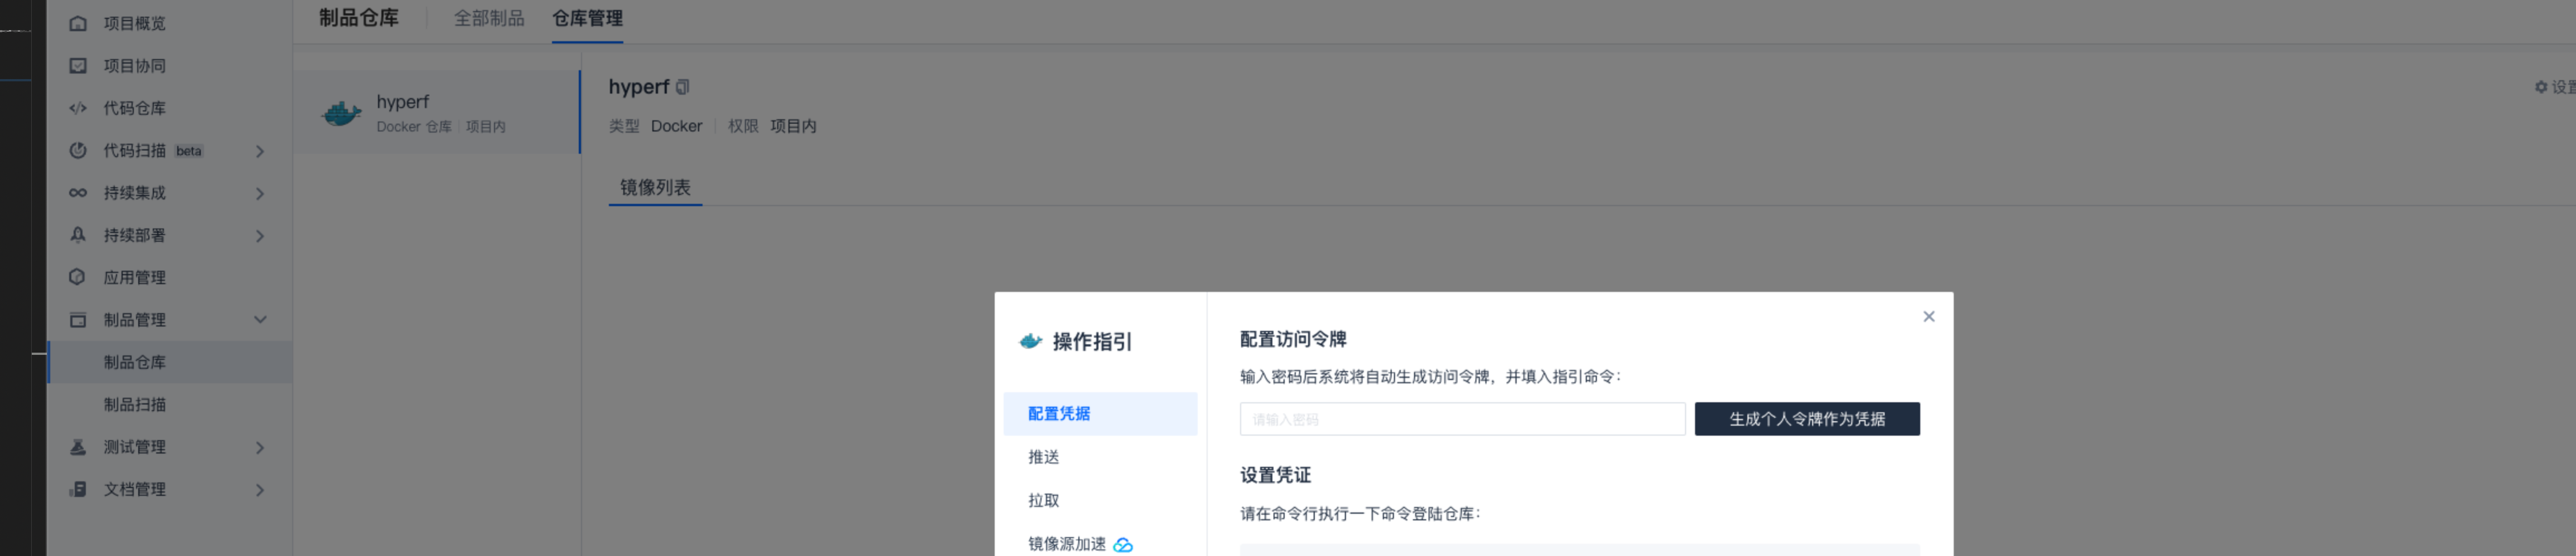 项目概览
项目协同
代码仓库
代码扫描 beta
持续集成
持续部署
应用管理
制品管理
制品仓库
制品扫描
测试管理
文档管理
制品仓库 全部制品 仓库管理
hyperf
Docker 仓库 项目内
hyperf
设置
类型 Docker 权限 项目内
镜像列表
操作指引
配置凭据
推送
拉取
镜像源加速
配置访问令牌
输入密码后系统将自动生成访问令牌，并填入指引命令：
请输入密码 生成个人令牌作为凭据
设置凭证
请在命令行执行一下命令登陆仓库：